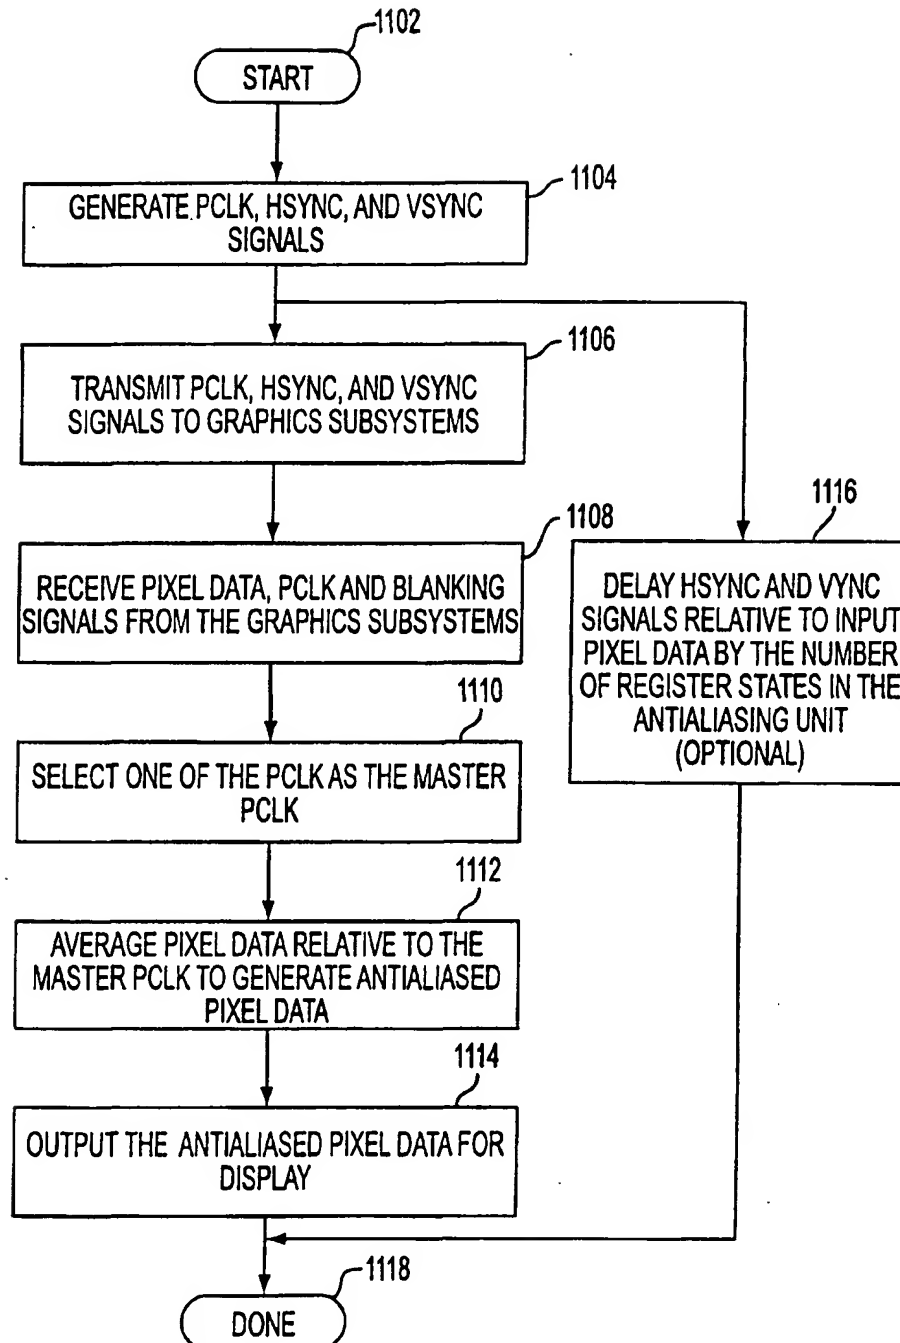 1102
START
1104
GENERATE PCLK, HSYNC, AND VSYNC
SIGNALS
1106
TRANSMIT PCLK, HSYNC, AND VSYNC
SIGNALS TO GRAPHICS SUBSYSTEMS
1108
RECEIVE PIXEL DATA, PCLK AND BLANKING
SIGNALS FROM THE GRAPHICS SUBSYSTEMS
1116
DELAY HSYNC AND VYNC
SIGNALS RELATIVE TO INPUT
PIXEL DATA BY THE NUMBER
OF REGISTER STATES IN THE
ANTIALIASING UNIT
(OPTIONAL)
1110
SELECT ONE OF THE PCLK AS THE MASTER
PCLK
1112
AVERAGE PIXEL DATA RELATIVE TO THE
MASTER PCLK TO GENERATE ANTIALIASED
PIXEL DATA
1114
OUTPUT THE ANTIALIASED PIXEL DATA FOR
DISPLAY
1118
DONE